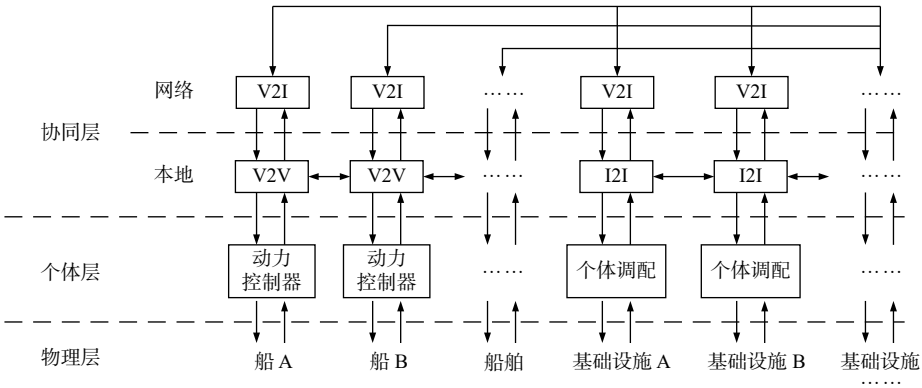 网络
V2I
V2I
……
V2I
V2I
……
协同层
本地
V2V
V2V
……
I2I
I2I
……
个体层
动力
控制器
动力
控制器
……
个体调配
个体调配
……
物理层
船 A
船 B
船舶
基础设施 A
基础设施 B
基础设施
……